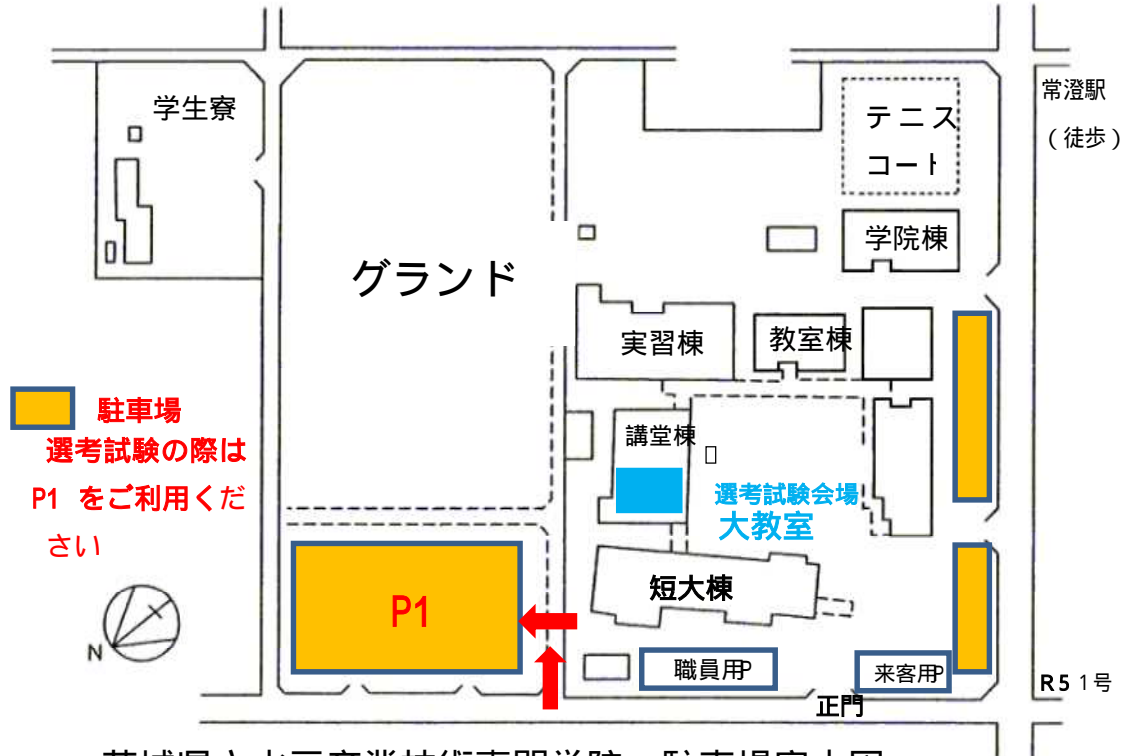 学生寮
常澄駅
（徒歩）
テニス
コート
学院棟
グランド
実習棟
教室棟
駐車場
選考試験の際は
P1 をご利用くだ
さい
講堂棟
選考試験会場
大教室
短大棟
P1
N
職員用P
来客用P
R51号
正門